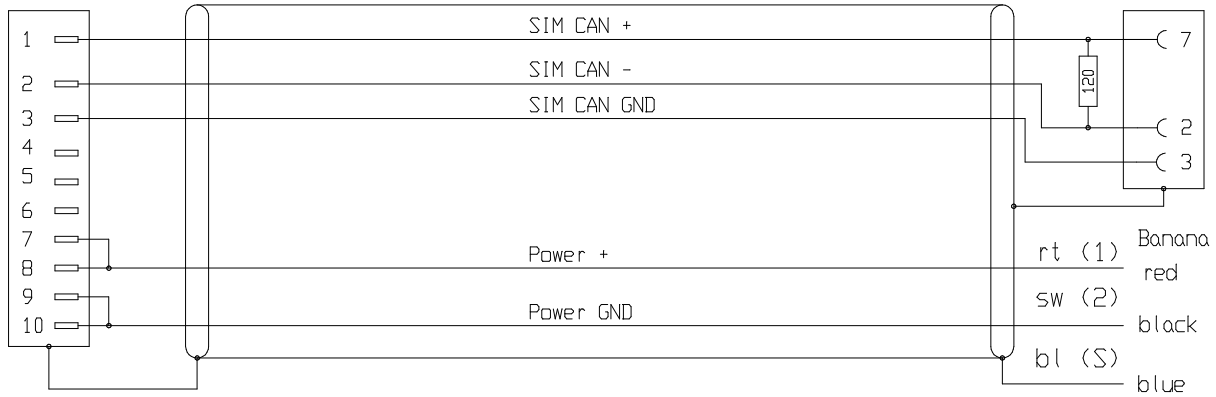 SIM CAN +
1
7
SIM CAN -
2
120
SIM CAN GND
3
2
4
3
5
6
7
Banana
Power +
rt (1)
8
red
9
sw (2)
Power GND
10
black
bl (S)
blue